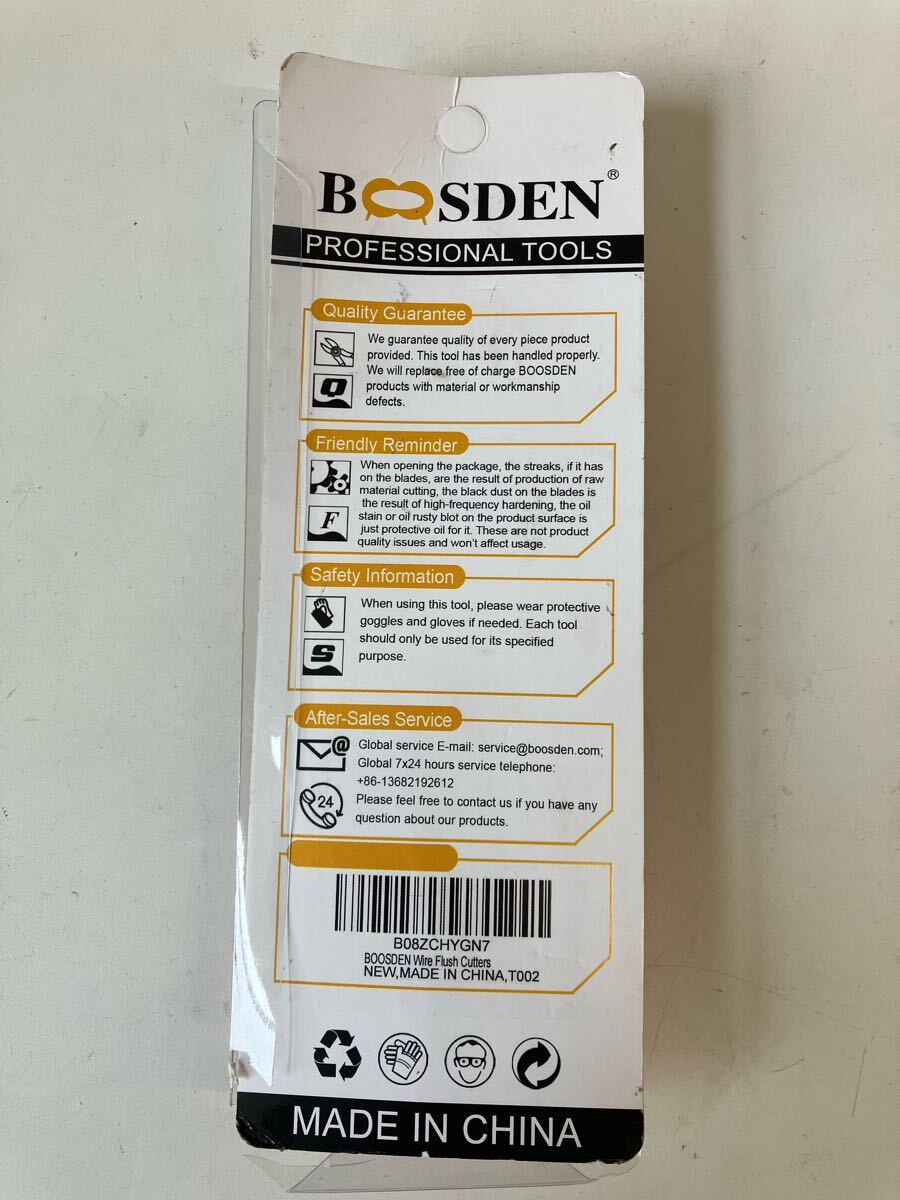 BOOSDEN®
PROFESSIONAL TOOLS
Quality Guarantee
We guarantee quality of every piece product
provided. This tool has been handled properly.
We will replace free of charge BOOSDEN
products with material or workmanship
defects.
Q
Friendly Reminder
When opening the package, the streaks, if it has
on the blades, are the result of production of raw
material cutting, the black dust on the blades is
the result of high-frequency hardening, the oil
stain or oil rusty blot on the product surface is
just protective oil for it. These are not product
quality issues and won't affect usage.
F
Safety Information
When using this tool, please wear protective
goggles and gloves if needed. Each tool
should only be used for its specified
purpose.
S
After-Sales Service
@
Global service E-mail: service@boosden.com;
Global 7x24 hours service telephone:
+86-13682192612
24
Please feel free to contact us if you have any
question about our products.
B08ZCHYGN7
BOOSDEN Wire Flush Cutters
NEW,MADE IN CHINA,T002
MADE IN CHINA